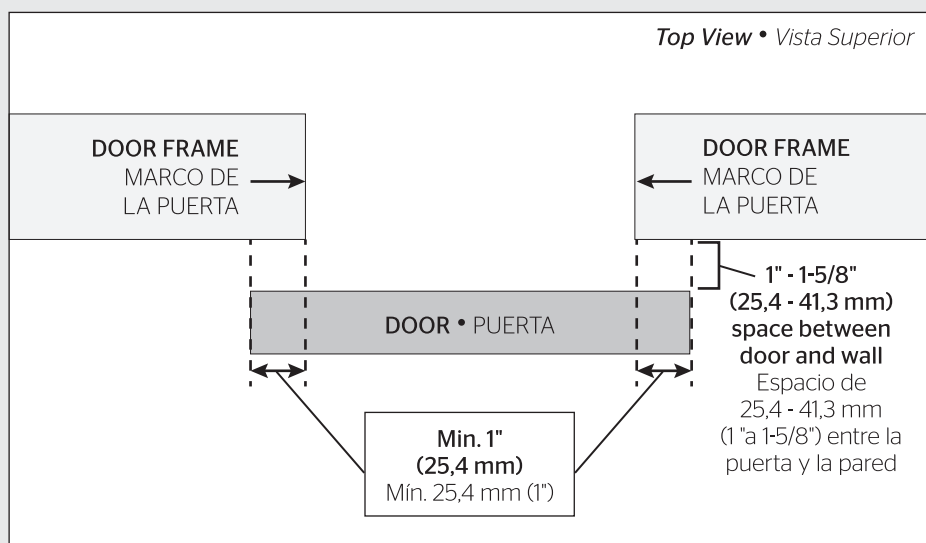 Top View • Vista Superior
DOOR FRAME
MARCO DE
LA PUERTA
DOOR FRAME
MARCO DE
LA PUERTA
1" - 1-5/8"
(25,4 - 41,3 mm)
space between
door and wall
Espacio de
25,4 - 41,3 mm
(1 "a 1-5/8") entre la
puerta y la pared
DOOR • PUERTA
Min. 1"
(25,4 mm)
Mín. 25,4 mm (1")